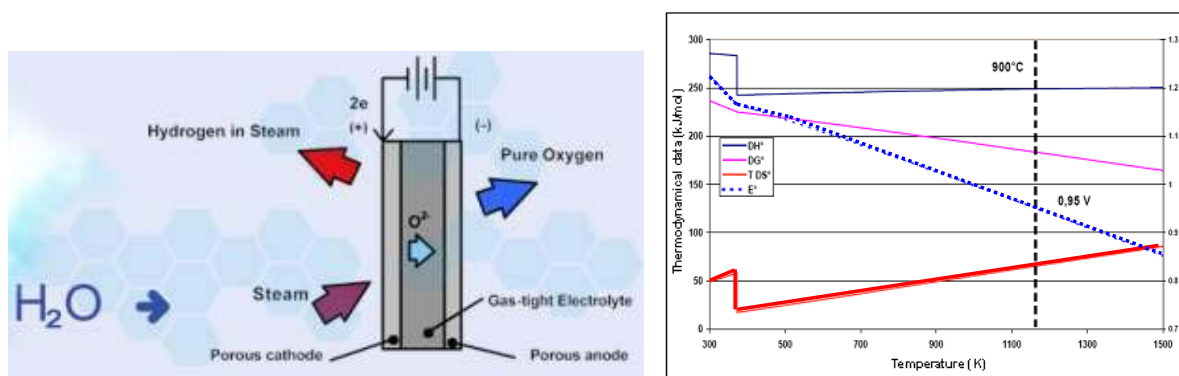 2e
(+)
(-)
Hydrogen in Steam
Pure Oxygen
O²⁻
H₂O
Steam
Gas-tight Electrolyte
Porous cathode
Porous anode
300
250
200
150
100
50
0
Thermodynamical data (kJ/mol)
900°C
DH°
DG°
T DS°
E°
0,95 V
1.3
1.2
1.1
1
0.9
0.8
0.7
300
500
700
900
1100
1300
1500
Temperature ( K)